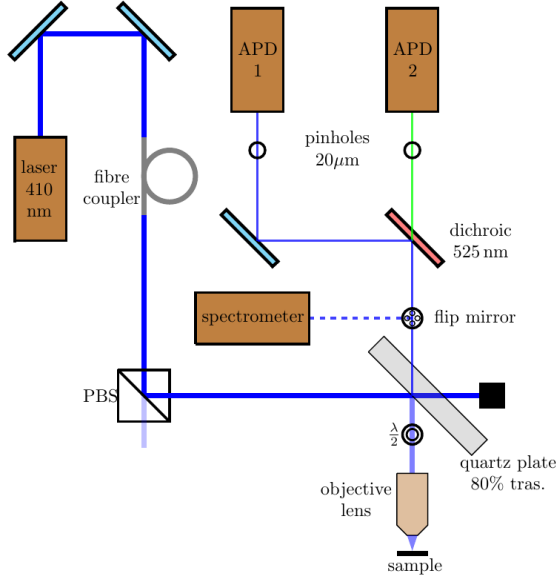 APD
1
APD
2
pinholes
20μm
laser
410
nm
fibre
coupler
dichroic
525 nm
spectrometer
flip mirror
PBS
λ/2
quartz plate
80% tras.
objective
lens
sample